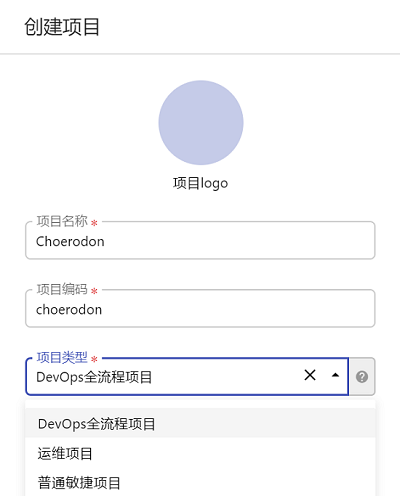 创建项目
项目logo
项目名称 *
Choerodon
项目编码 *
choerodon
项目类型 *
DevOps全流程项目
DevOps全流程项目
运维项目
普通敏捷项目